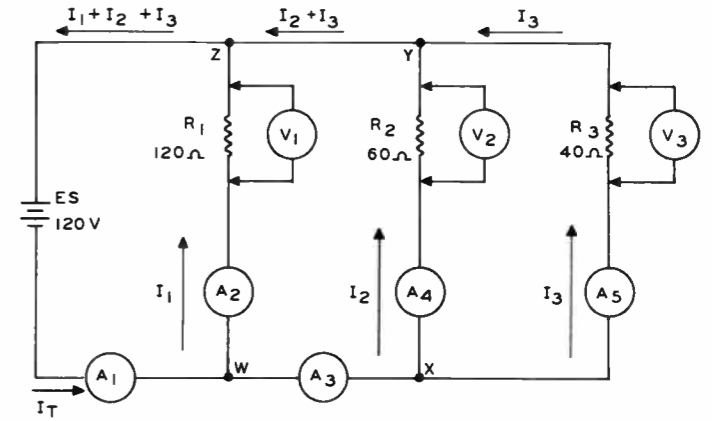 I1+I2+I3
I2+I3
I3
Z
Y
R1
120Ω
V1
R2
60Ω
V2
R3
40Ω
V3
ES
120V
I1
A2
I2
A4
I3
A5
A1
W
A3
X
IT